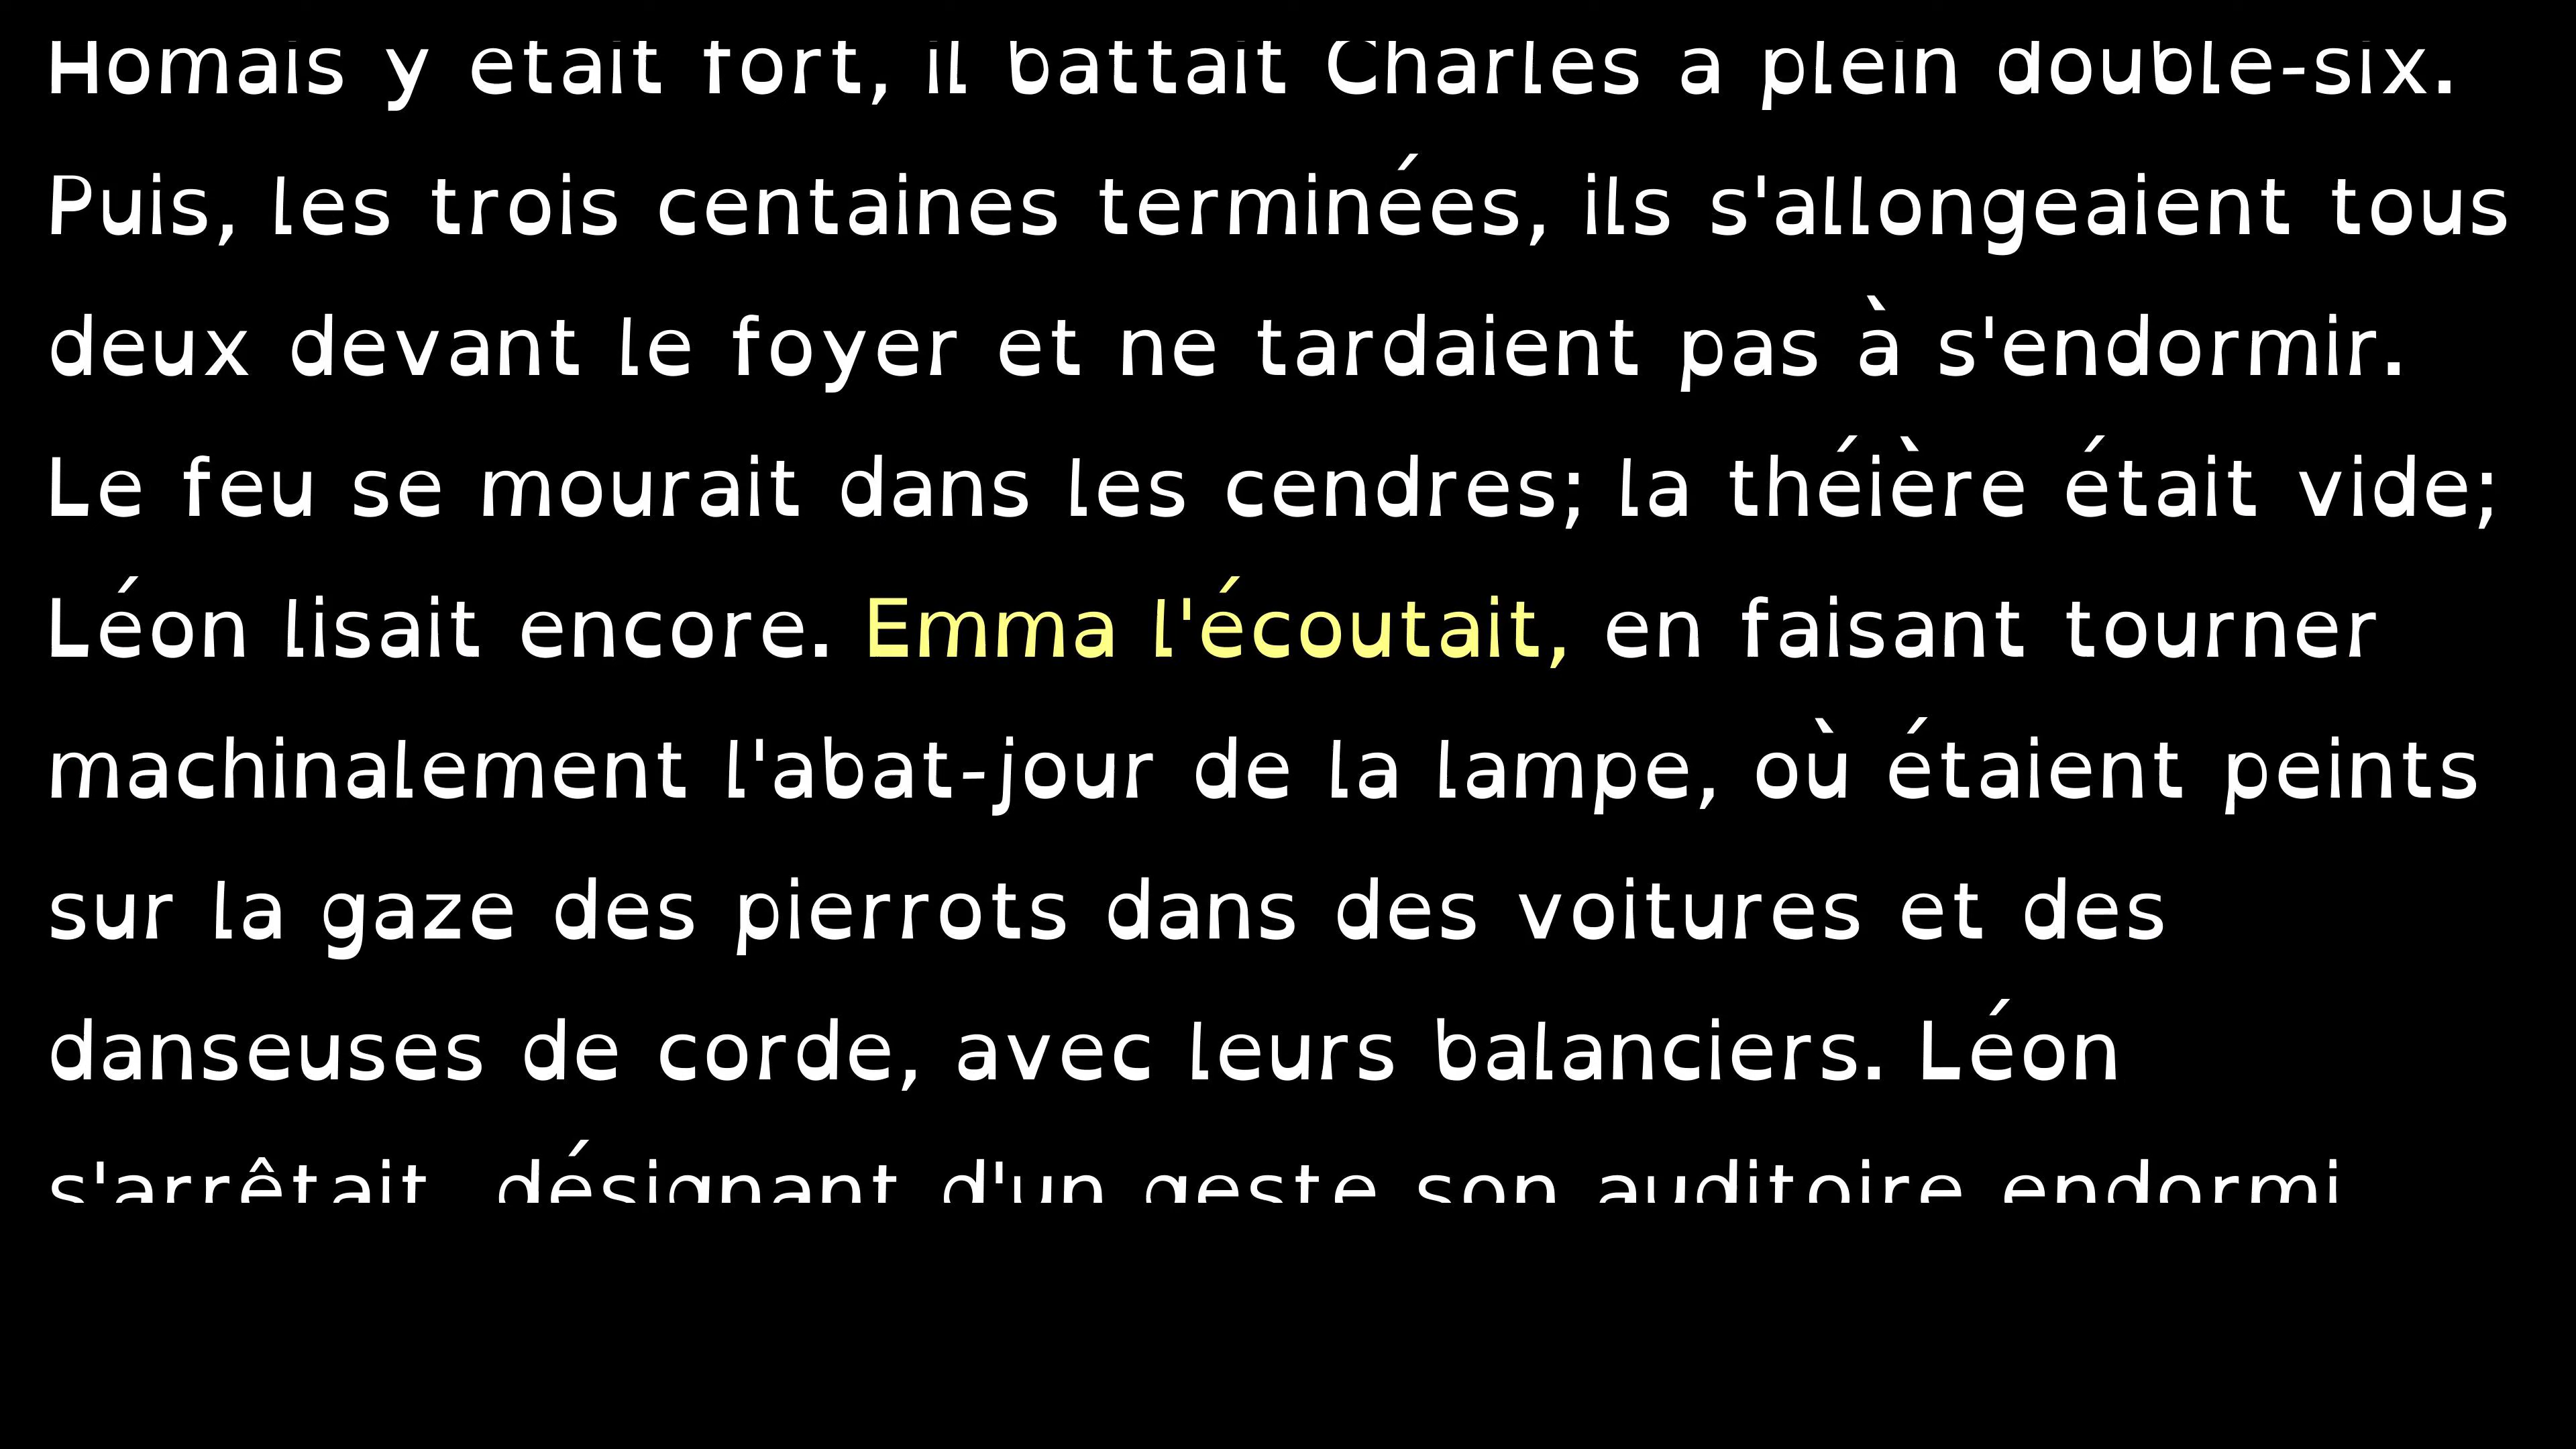 Homais y était fort, il battait Charles à plein double-six.
Puis, les trois centaines terminées, ils s'allongeaient tous
deux devant le foyer et ne tardaient pas à s'endormir.
Le feu se mourait dans les cendres; la théière était vide;
Léon lisait encore. Emma l'écoutait, en faisant tourner
machinalement l'abat-jour de la lampe, où étaient peints
sur la gaze des pierrots dans des voitures et des
danseuses de corde, avec leurs balanciers. Léon
s'arrêtait, désignant d'un geste son auditoire endormi